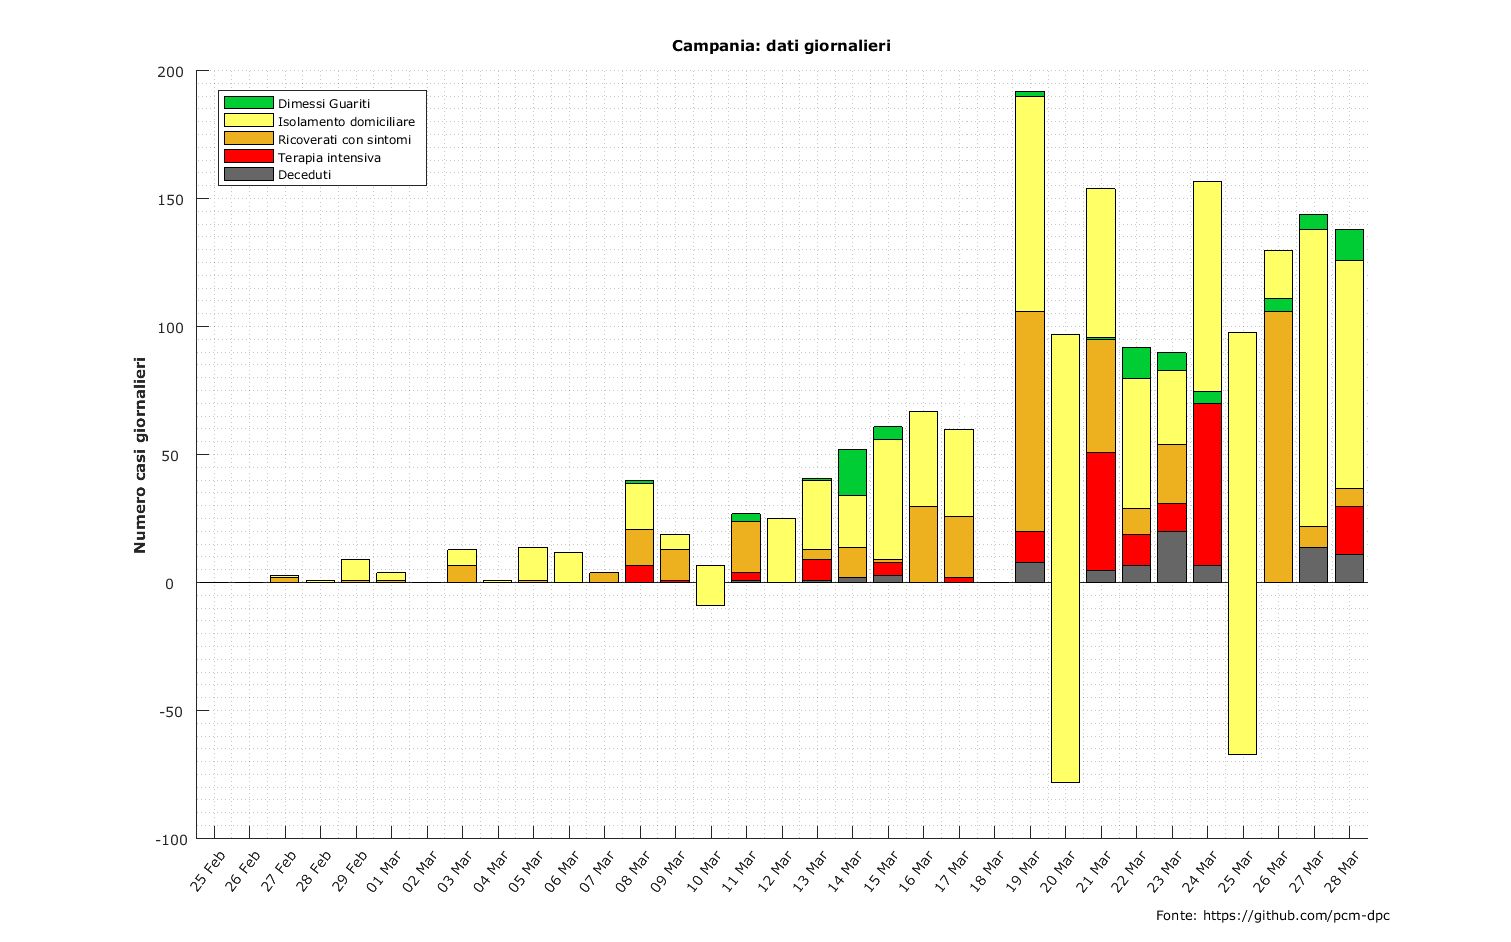 Campania: dati giornalieri
Dimessi Guariti
Isolamento domiciliare
Ricoverati con sintomi
Terapia intensiva
Deceduti
Numero casi giornalieri
200
150
100
50
0
-50
-100
25 Feb
26 Feb
27 Feb
28 Feb
29 Feb
01 Mar
02 Mar
03 Mar
04 Mar
05 Mar
06 Mar
07 Mar
08 Mar
09 Mar
10 Mar
11 Mar
12 Mar
13 Mar
14 Mar
15 Mar
16 Mar
17 Mar
18 Mar
19 Mar
20 Mar
21 Mar
22 Mar
23 Mar
24 Mar
25 Mar
26 Mar
27 Mar
28 Mar
Fonte: https://github.com/pcm-dpc